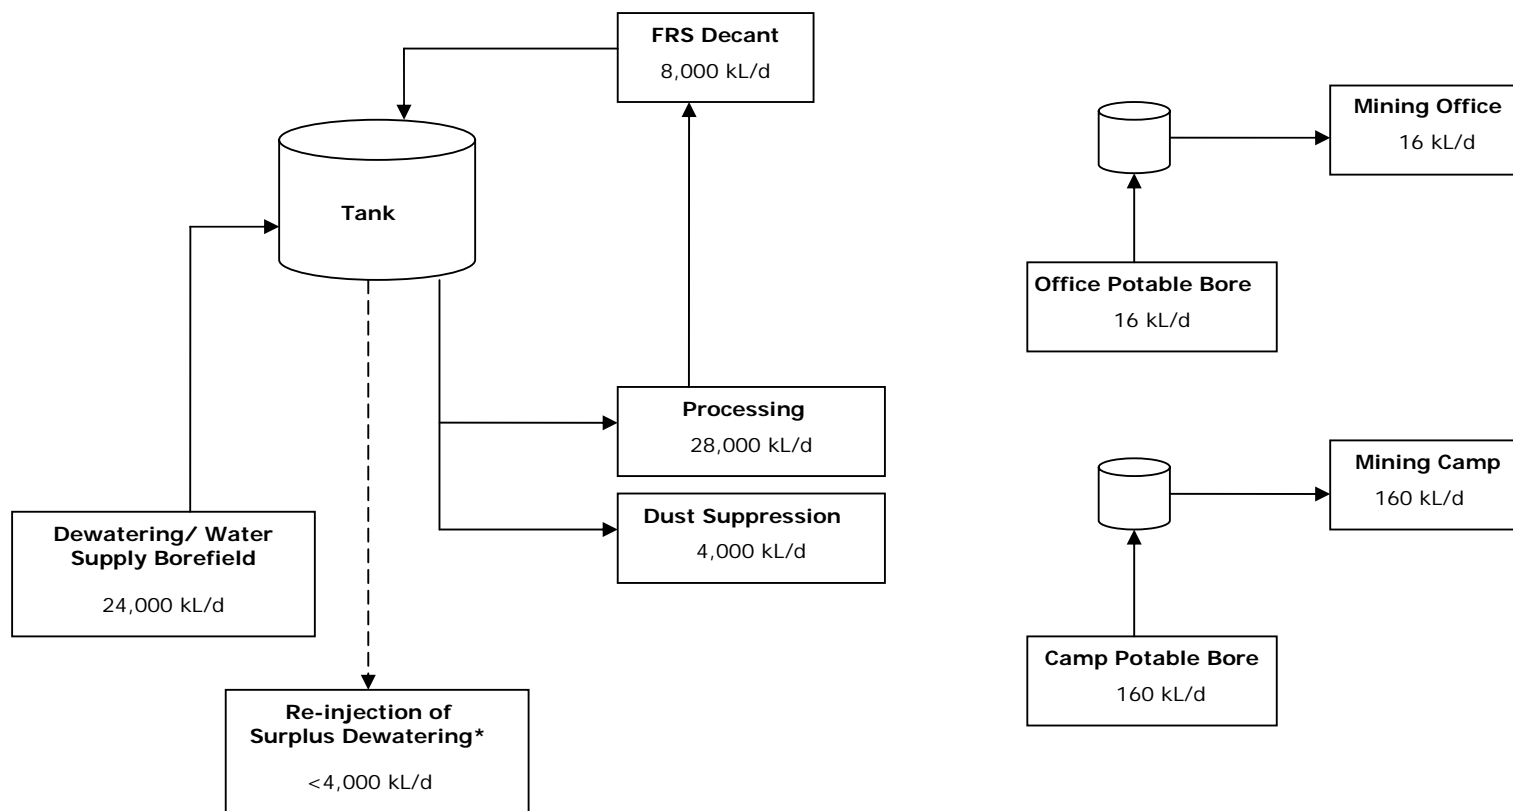 FRS Decant
8,000 kL/d
Mining Office
16 kL/d
Tank
Office Potable Bore
16 kL/d
Processing
28,000 kL/d
Mining Camp
160 kL/d
Dust Suppression
4,000 kL/d
Dewatering/ Water
Supply Borefield
24,000 kL/d
Camp Potable Bore
160 kL/d
Re-injection of
Surplus Dewatering*
<4,000 kL/d